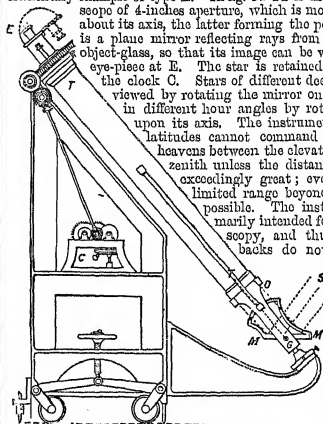 scope of 4-inches aperture, which is mo
about its axis, the latter forming the p
is a plane mirror reflecting rays from
object-glass, so that its image can be v
eye-piece at E. The star is retained
the clock C. Stars of different dec
viewed by rotating the mirror on
in different hour angles by rot
upon its axis. The instrume
latitudes cannot command
heavens between the elevat
zenith unless the distan
exceedingly great; eve
limited range beyond
possible. The inst
marily intended fo
scopy, and thu
backs do no
E
T
C
O
S
M
M
G